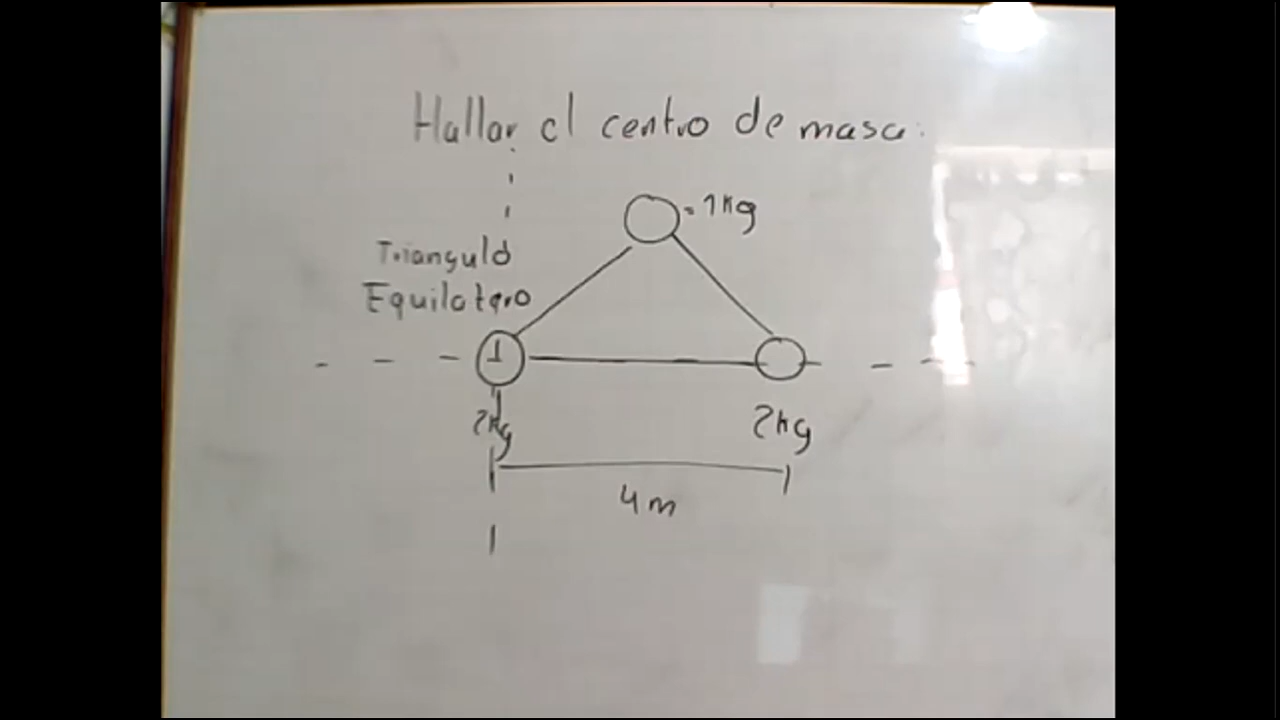 Hallar el centro de masa:
= 1kg
Triangulo
Equilatero
1
2kg
2kg
4m